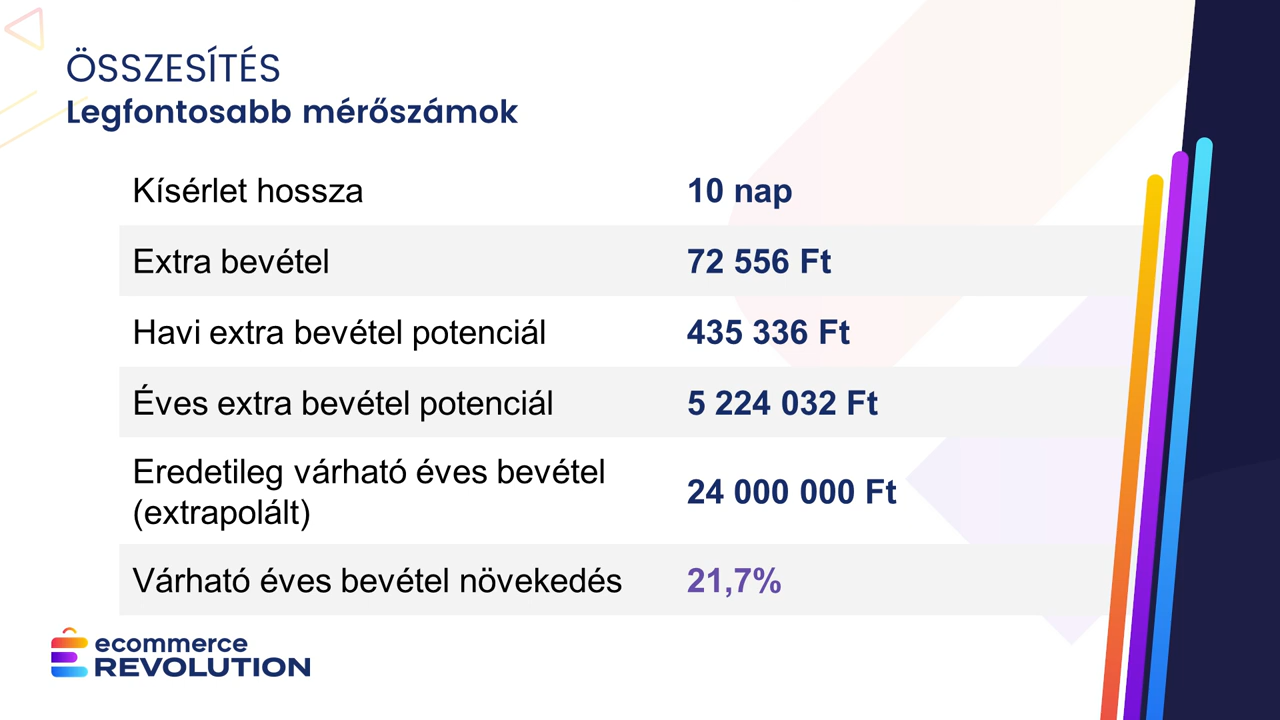 ÖSSZESÍTÉS
Legfontosabb mérőszámok
Kísérlet hossza 10 nap
Extra bevétel 72 556 Ft
Havi extra bevétel potenciál 435 336 Ft
Éves extra bevétel potenciál 5 224 032 Ft
Eredetileg várható éves bevétel
(extrapolált) 24 000 000 Ft
Várható éves bevétel növekedés 21,7%
ecommerce
REVOLUTION